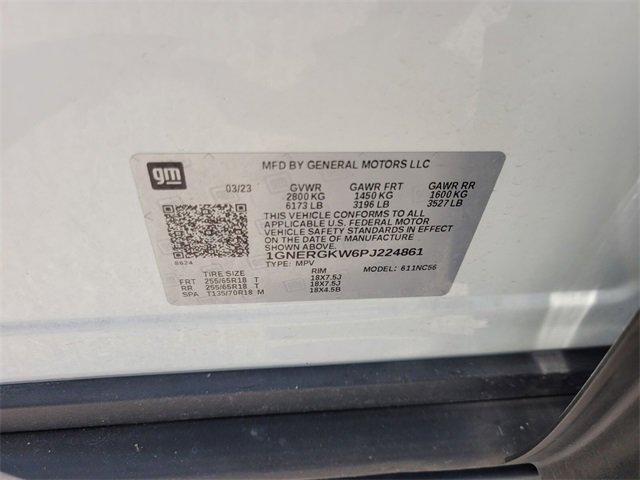 gm
MFD BY GENERAL MOTORS LLC
03/23 GVWR GAWR FRT GAWR RR
2800 KG 1450 KG 1600 KG
6173 LB 3196 LB 3527 LB
THIS VEHICLE CONFORMS TO ALL
APPLICABLE U.S. FEDERAL MOTOR
VEHICLE SAFETY STANDARDS IN EFFECT
ON THE DATE OF MANUFACTURE
SHOWN ABOVE.
1GNERGKW6PJ224861
8624
TYPE: MPV
TIRE SIZE RIM MODEL: 611NC56
FRT 255/65R18 T 18X7.5J
RR 255/65R18 T 18X7.5J
SPA T135/70R18 M 18X4.5B